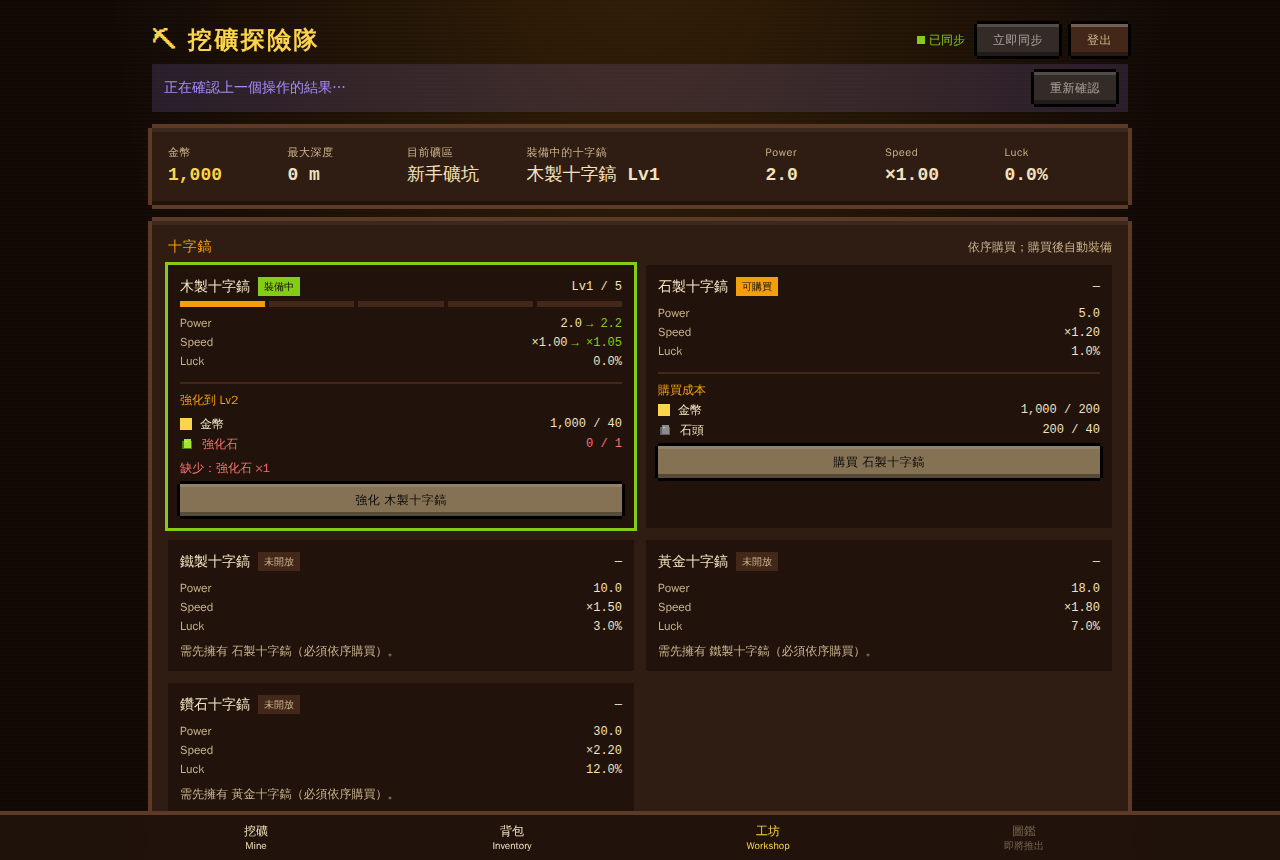 挖礦探險隊
已同步
立即同步
登出
正在確認上一個操作的結果…
重新確認
金幣
1,000
最大深度
0 m
目前礦區
新手礦坑
裝備中的十字鎬
木製十字鎬 Lv1
Power
2.0
Speed
×1.00
Luck
0.0%
十字鎬
依序購買；購買後自動裝備
木製十字鎬 裝備中 Lv1 / 5
Power 2.0 → 2.2
Speed ×1.00 → ×1.05
Luck 0.0%
強化到 Lv2
金幣 1,000 / 40
強化石 0 / 1
缺少：強化石 ×1
強化 木製十字鎬
石製十字鎬 可購買 —
Power 5.0
Speed ×1.20
Luck 1.0%
購買成本
金幣 1,000 / 200
石頭 200 / 40
購買 石製十字鎬
鐵製十字鎬 未開放 —
Power 10.0
Speed ×1.50
Luck 3.0%
需先擁有 石製十字鎬（必須依序購買）。
黃金十字鎬 未開放 —
Power 18.0
Speed ×1.80
Luck 7.0%
需先擁有 鐵製十字鎬（必須依序購買）。
鑽石十字鎬 未開放 —
Power 30.0
Speed ×2.20
Luck 12.0%
需先擁有 黃金十字鎬（必須依序購買）。
挖礦
Mine
背包
Inventory
工坊
Workshop
圖鑑
即將推出